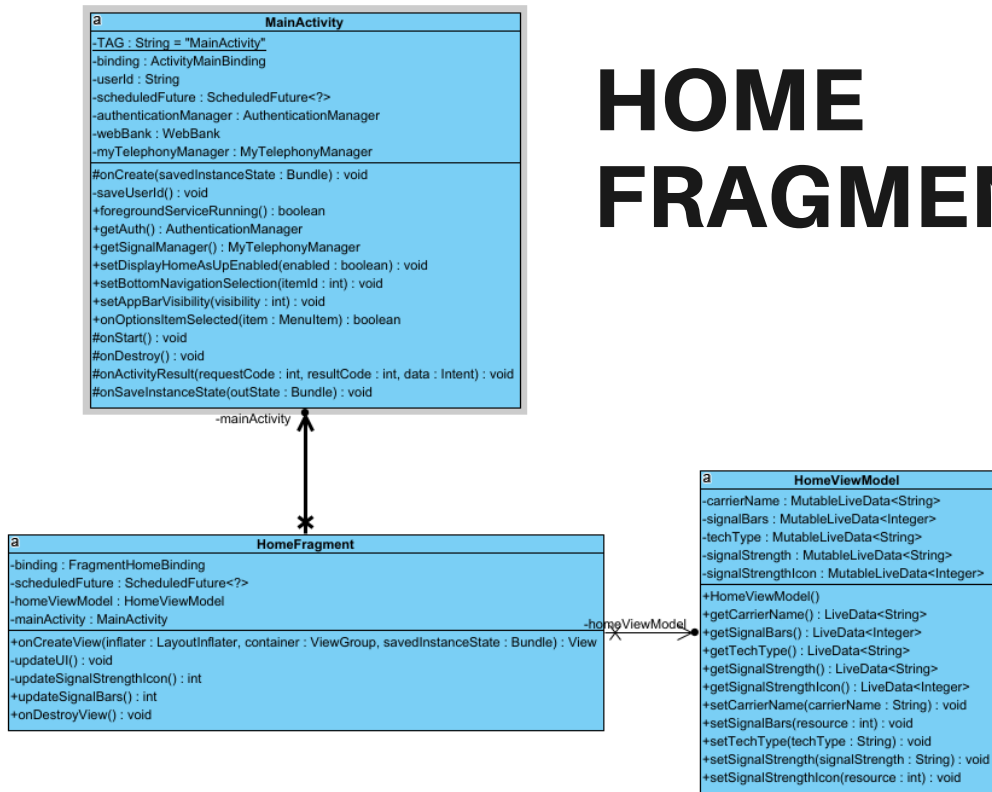 a
MainActivity
-TAG : String = "MainActivity"
-binding : ActivityMainBinding
-userId : String
-scheduledFuture : ScheduledFuture<?>
-authenticationManager : AuthenticationManager
-webBank : WebBank
-myTelephonyManager : MyTelephonyManager
#onCreate(savedInstanceState : Bundle) : void
-saveUserId() : void
+foregroundServiceRunning() : boolean
+getAuth() : AuthenticationManager
+getSignalManager() : MyTelephonyManager
+setDisplayHomeAsUpEnabled(enabled : boolean) : void
+setBottomNavigationSelection(itemId : int) : void
+setAppBarVisibility(visibility : int) : void
+onOptionsItemSelected(item : MenuItem) : boolean
#onStart() : void
#onDestroy() : void
#onActivityResult(requestCode : int, resultCode : int, data : Intent) : void
#onSaveInstanceState(outState : Bundle) : void
HOME
FRAGMEN
-mainActivity
a
HomeFragment
-binding : FragmentHomeBinding
-scheduledFuture : ScheduledFuture<?>
-homeViewModel : HomeViewModel
-mainActivity : MainActivity
+onCreateView(inflater : LayoutInflater, container : ViewGroup, savedInstanceState : Bundle) : View
-updateUI() : void
-updateSignalStrengthIcon() : int
+updateSignalBars() : int
+onDestroyView() : void
-homeViewModel
a
HomeViewModel
-carrierName : MutableLiveData<String>
-signalBars : MutableLiveData<Integer>
-techType : MutableLiveData<String>
-signalStrength : MutableLiveData<String>
-signalStrengthIcon : MutableLiveData<Integer>
+HomeViewModel()
+getCarrierName() : LiveData<String>
+getSignalBars() : LiveData<Integer>
+getTechType() : LiveData<String>
+getSignalStrength() : LiveData<String>
+getSignalStrengthIcon() : LiveData<Integer>
+setCarrierName(carrierName : String) : void
+setSignalBars(resource : int) : void
+setTechType(techType : String) : void
+setSignalStrength(signalStrength : String) : void
+setSignalStrengthIcon(resource : int) : void